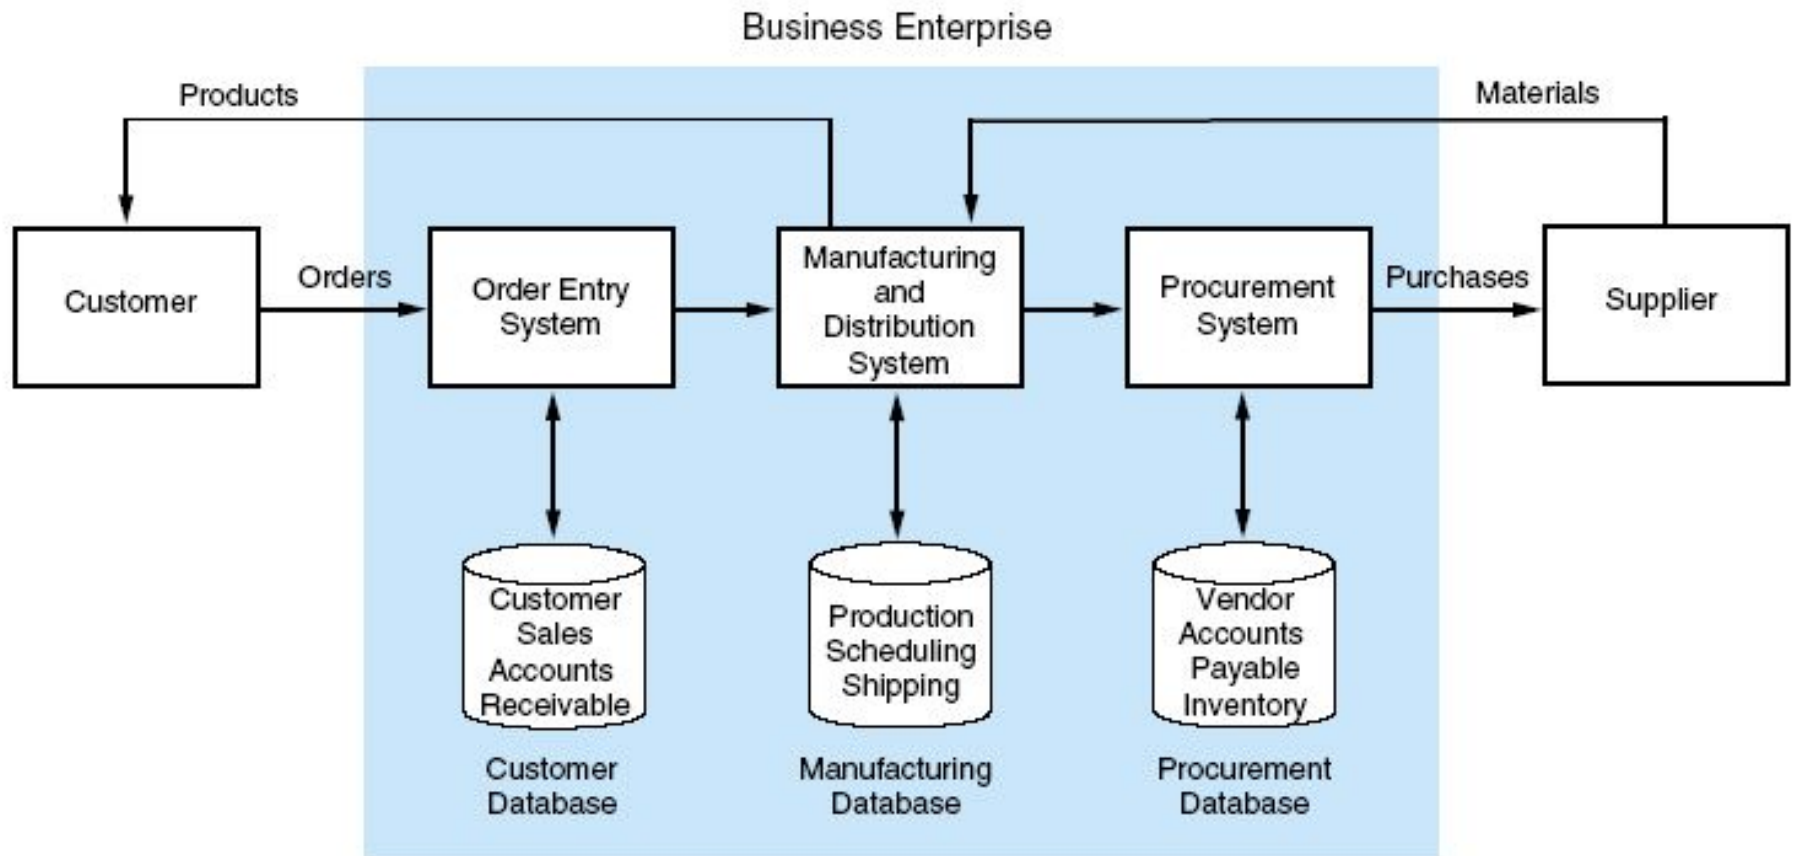 Business Enterprise
Products
Materials
Customer
Orders
Order Entry
System
Manufacturing
and
Distribution
System
Procurement
System
Purchases
Supplier
Customer
Sales
Accounts
Receivable
Production
Scheduling
Shipping
Vendor
Accounts
Payable
Inventory
Customer
Database
Manufacturing
Database
Procurement
Database